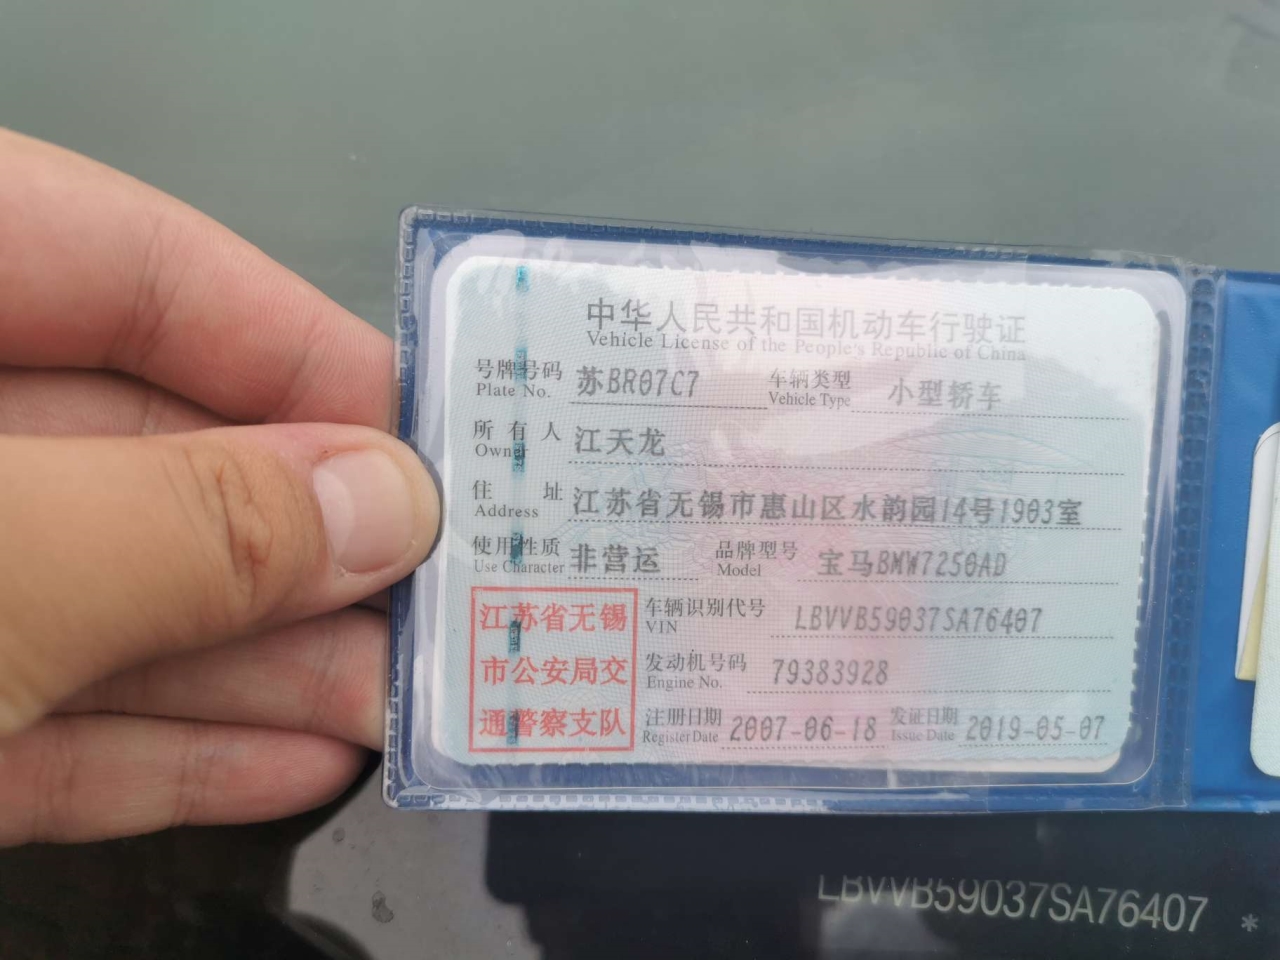 中华人民共和国机动车行驶证
Vehicle License of the People's Republic of China
号牌号码 苏BR07C7 车辆类型 小型轿车
Plate No. Vehicle Type
所有人 江天龙
Owner
住址 江苏省无锡市惠山区水韵园14号1903室
Address
使用性质 非营运 品牌型号 宝马BMW7250AD
Use Character Model
江苏省无锡
市公安局交
通警察支队
车辆识别代号 LBVVB59037SA76407
VIN
发动机号码 79383928
Engine No.
注册日期 2007-06-18 发证日期 2019-05-07
Register Date Issue Date
LBVVB59037SA76407 *